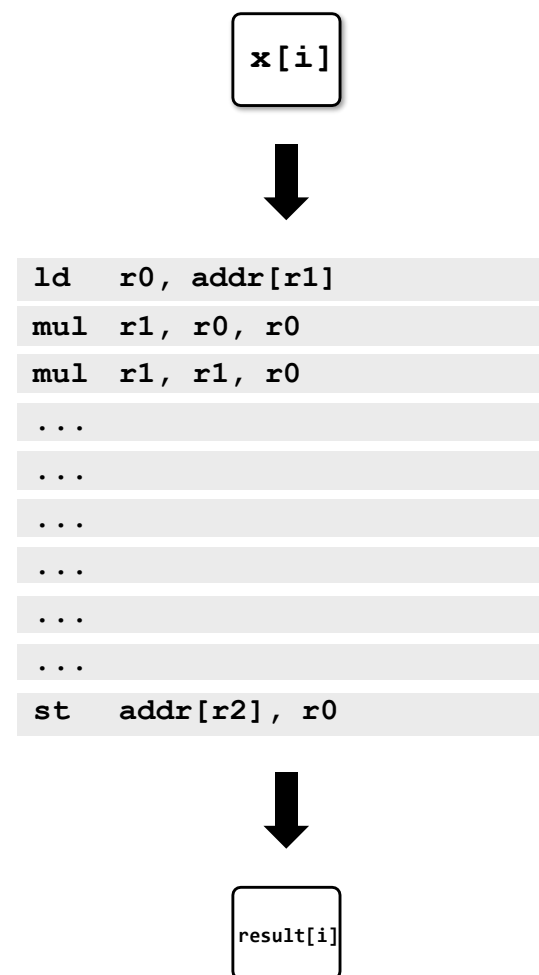 x[i]
ld r0, addr[r1]
mul r1, r0, r0
mul r1, r1, r0
...
...
...
...
...
...
st addr[r2], r0
result[i]